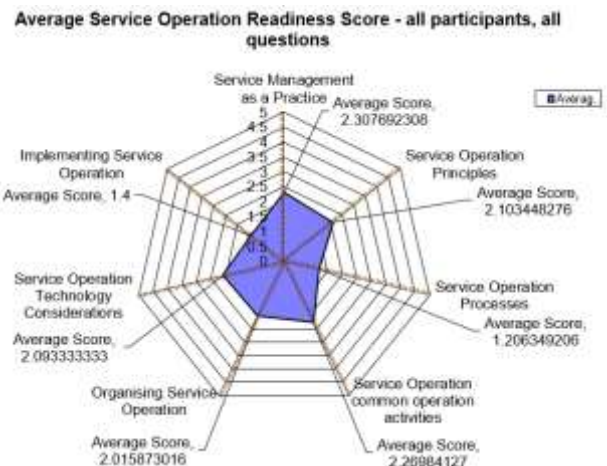 Average Service Operation Readiness Score - all participants, all
questions
Service Management
as a Practice
Average Score,
2.307692308
Averag
5
4.5
4
3.5
3
2.5
2
1.5
1
0.5
0
Implementing Service
Operation
Average Score, 1.4
Service Operation
Principles
Average Score,
2.103448276
Service Operation
Technology
Considerations
Average Score,
2.093333333
Service Operation
Processes
Average Score,
1.206349206
Organising Service
Operation
Average Score,
2.015873016
Service Operation
common operation
activities
Average Score,
2.26984127